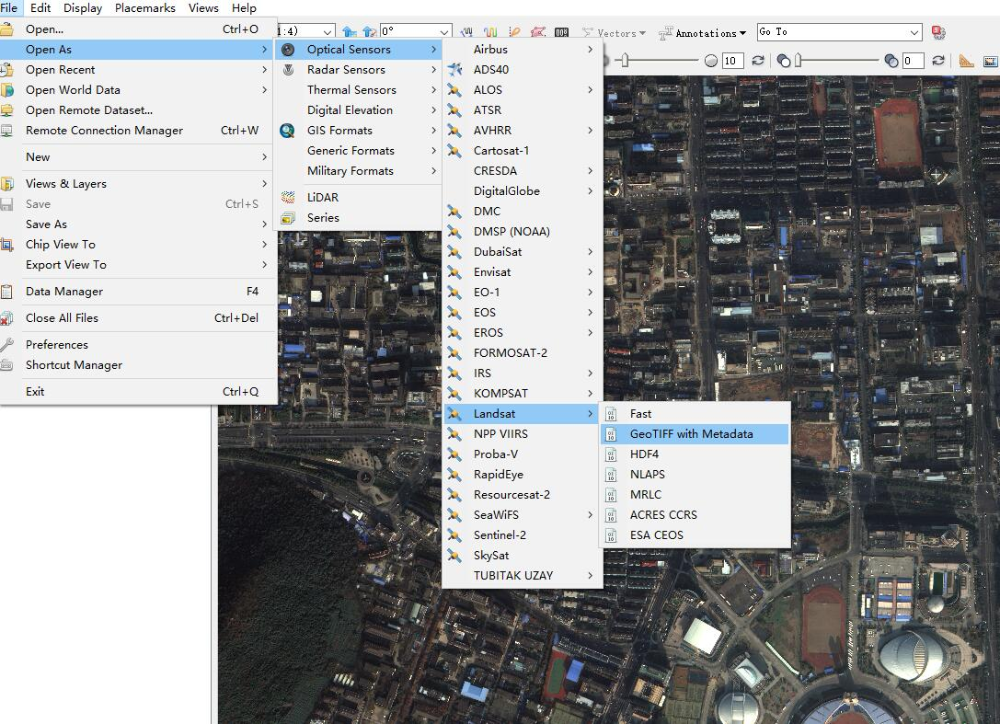 File Edit Display Placemarks Views Help
1:4) 0° Vectors Annotations Go To
10 0
Open... Ctrl+O
Open As
Open Recent
Open World Data
Open Remote Dataset...
Remote Connection Manager Ctrl+W
New
Views & Layers
Save Ctrl+S
Save As
Chip View To
Export View To
Data Manager F4
Close All Files Ctrl+Del
Preferences
Shortcut Manager
Exit Ctrl+Q
Optical Sensors
Radar Sensors
Thermal Sensors
Digital Elevation
GIS Formats
Generic Formats
Military Formats
LiDAR
Series
Airbus
ADS40
ALOS
ATSR
AVHRR
Cartosat-1
CRESDA
DigitalGlobe
DMC
DMSP (NOAA)
DubaiSat
Envisat
EO-1
EOS
EROS
FORMOSAT-2
IRS
KOMPSAT
Landsat
NPP VIIRS
Proba-V
RapidEye
Resourcesat-2
SeaWiFS
Sentinel-2
SkySat
TUBITAK UZAY
Fast
GeoTIFF with Metadata
HDF4
NLAPS
MRLC
ACRES CCRS
ESA CEOS